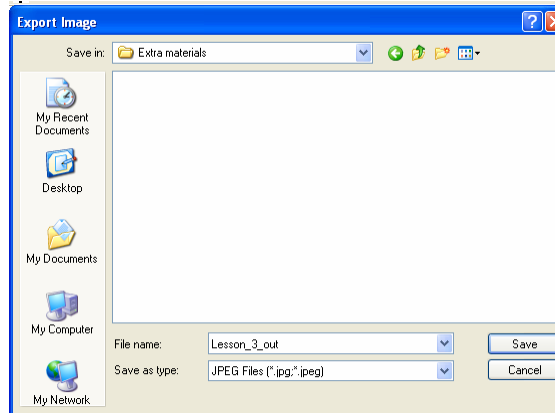 Export Image
Save in: Extra materials
My Recent
Documents
Desktop
My Documents
My Computer
My Network
File name: Lesson_3_out Save
Save as type: JPEG Files (*.jpg;*.jpeg) Cancel